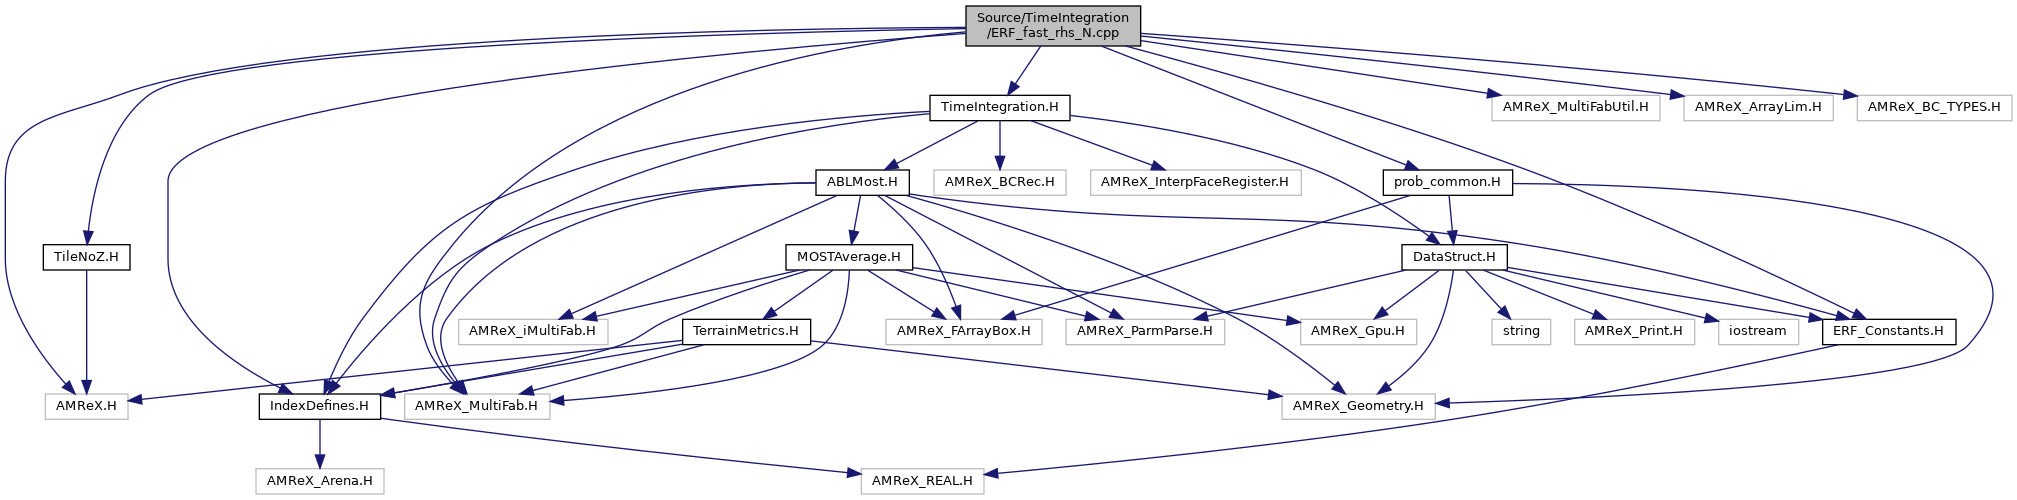 Source/TimeIntegration
/ERF_fast_rhs_N.cpp
TimeIntegration.H
AMReX_MultiFabUtil.H
AMReX_ArrayLim.H
AMReX_BC_TYPES.H
ABLMost.H
AMReX_BCRec.H
AMReX_InterpFaceRegister.H
prob_common.H
TileNoZ.H
MOSTAverage.H
DataStruct.H
AMReX_iMultiFab.H
TerrainMetrics.H
AMReX_FArrayBox.H
AMReX_ParmParse.H
AMReX_Gpu.H
string
AMReX_Print.H
iostream
ERF_Constants.H
AMReX.H
IndexDefines.H
AMReX_MultiFab.H
AMReX_Geometry.H
AMReX_Arena.H
AMReX_REAL.H